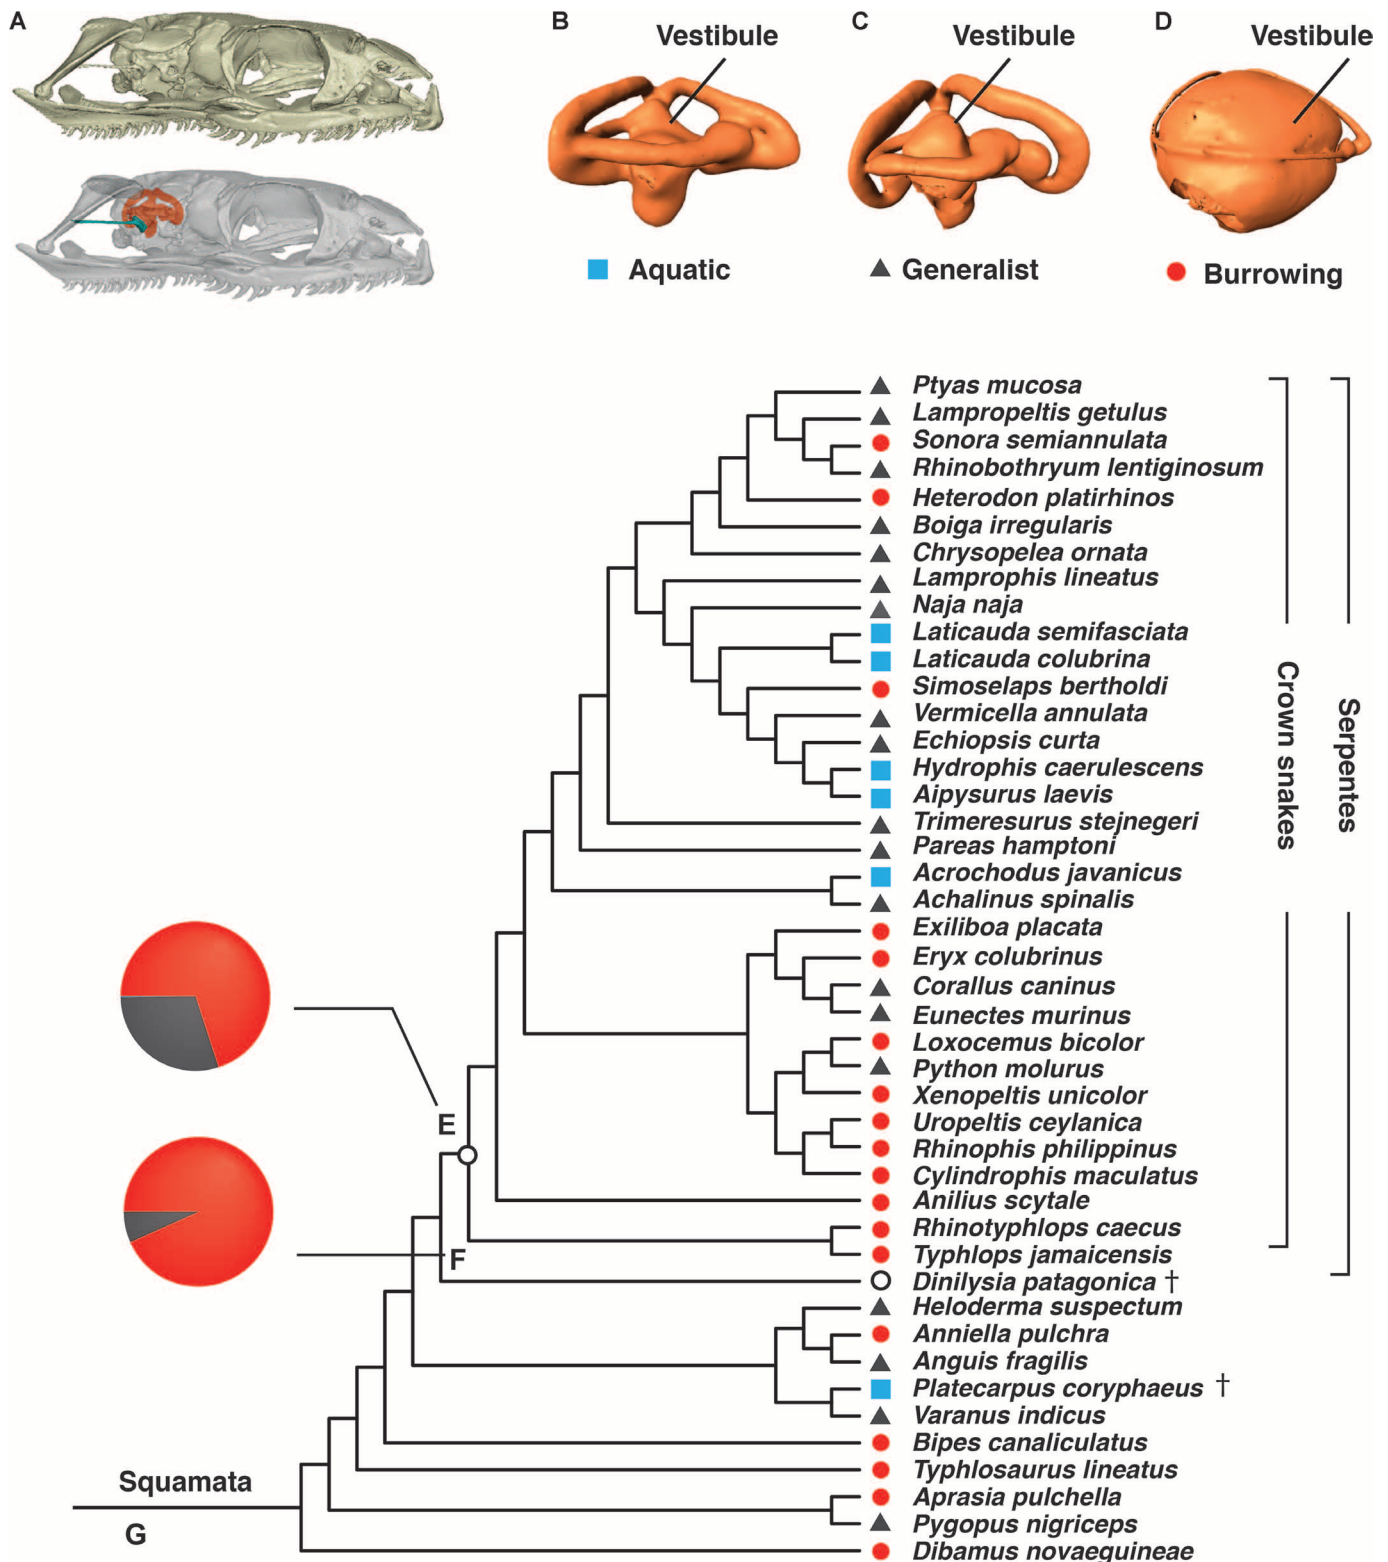 A
B
C
D
Vestibule
Vestibule
Vestibule
Aquatic
Generalist
Burrowing
Ptyas mucosa
Lampropeltis getulus
Sonora semiannulata
Rhinobothryum lentiginosum
Heterodon platirhinos
Boiga irregularis
Chrysopelea ornata
Lamprophis lineatus
Naja naja
Laticauda semifasciata
Laticauda colubrina
Simoselaps bertholdi
Vermicella annulata
Echiopsis curta
Hydrophis caerulescens
Aipysurus laevis
Trimeresurus stejnegeri
Pareas hamptoni
Acrochodus javanicus
Achalinus spinalis
Exiliboa placata
Eryx colubrinus
Corallus caninus
Eunectes murinus
Loxocemus bicolor
Python molurus
Xenopeltis unicolor
Uropeltis ceylanica
Rhinophis philippinus
Cylindrophis maculatus
Anilius scytale
Rhinotyphlops caecus
Typhlops jamaicensis
Dinilysia patagonica †
Heloderma suspectum
Anniella pulchra
Anguis fragilis
Platecarpus coryphaeus †
Varanus indicus
Bipes canaliculatus
Typhlosaurus lineatus
Aprasia pulchella
Pygopus nigriceps
Dibamus novaeguineae
Crown snakes
Serpentes
E
F
Squamata
G